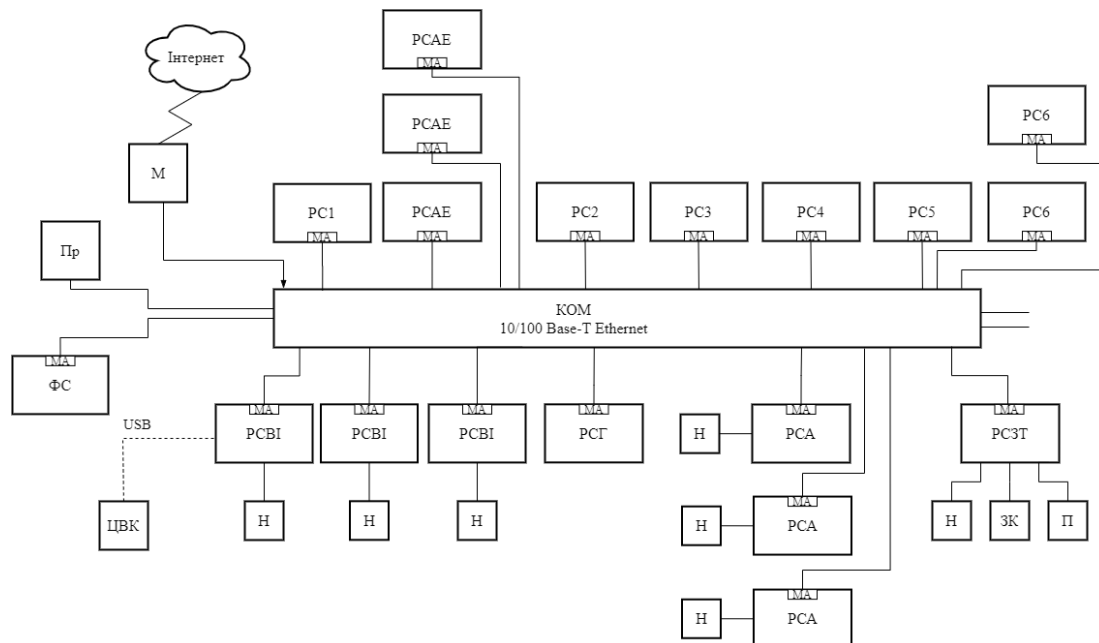 РСАЕ
МА
Інтернет
РСАЕ
МА
РС6
МА
М
РС1
МА
РСАЕ
МА
РС2
МА
РС3
МА
РС4
МА
РС5
МА
РС6
МА
Пр
КОМ
10/100 Base-T Ethernet
МА
ФС
USB
МА
РСВІ
МА
РСВІ
МА
РСВІ
МА
РСГ
Н
МА
РСА
МА
РСЗТ
ЦВК
Н
Н
Н
Н
МА
РСА
Н
ЗК
П
Н
МА
РСА